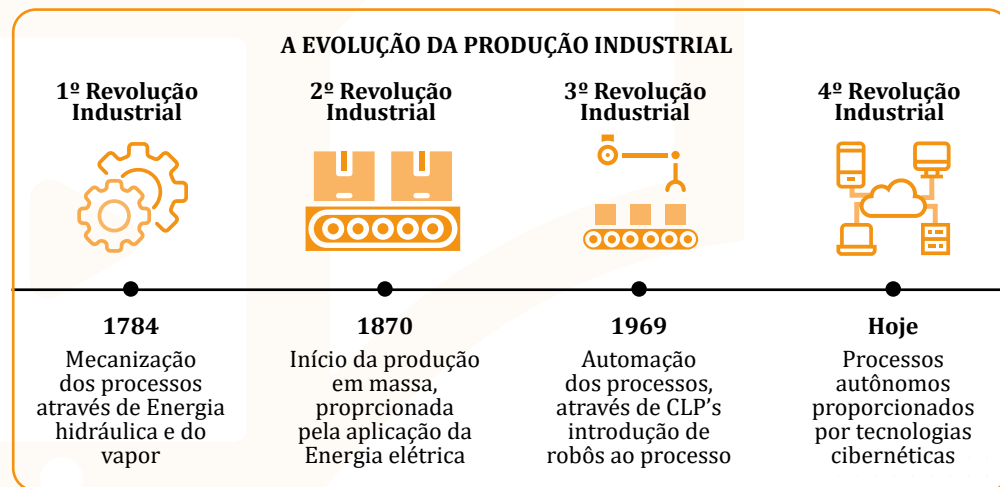 A EVOLUÇÃO DA PRODUÇÃO INDUSTRIAL
1º Revolução
Industrial
2º Revolução
Industrial
3º Revolução
Industrial
4º Revolução
Industrial
1784
Mecanização
dos processos
através de Energia
hidráulica e do
vapor
1870
Início da produção
em massa,
proprcionada
pela aplicação da
Energia elétrica
1969
Automação
dos processos,
através de CLP’s
introdução de
robôs ao processo
Hoje
Processos
autônomos
proporcionados
por tecnologias
cibernéticas